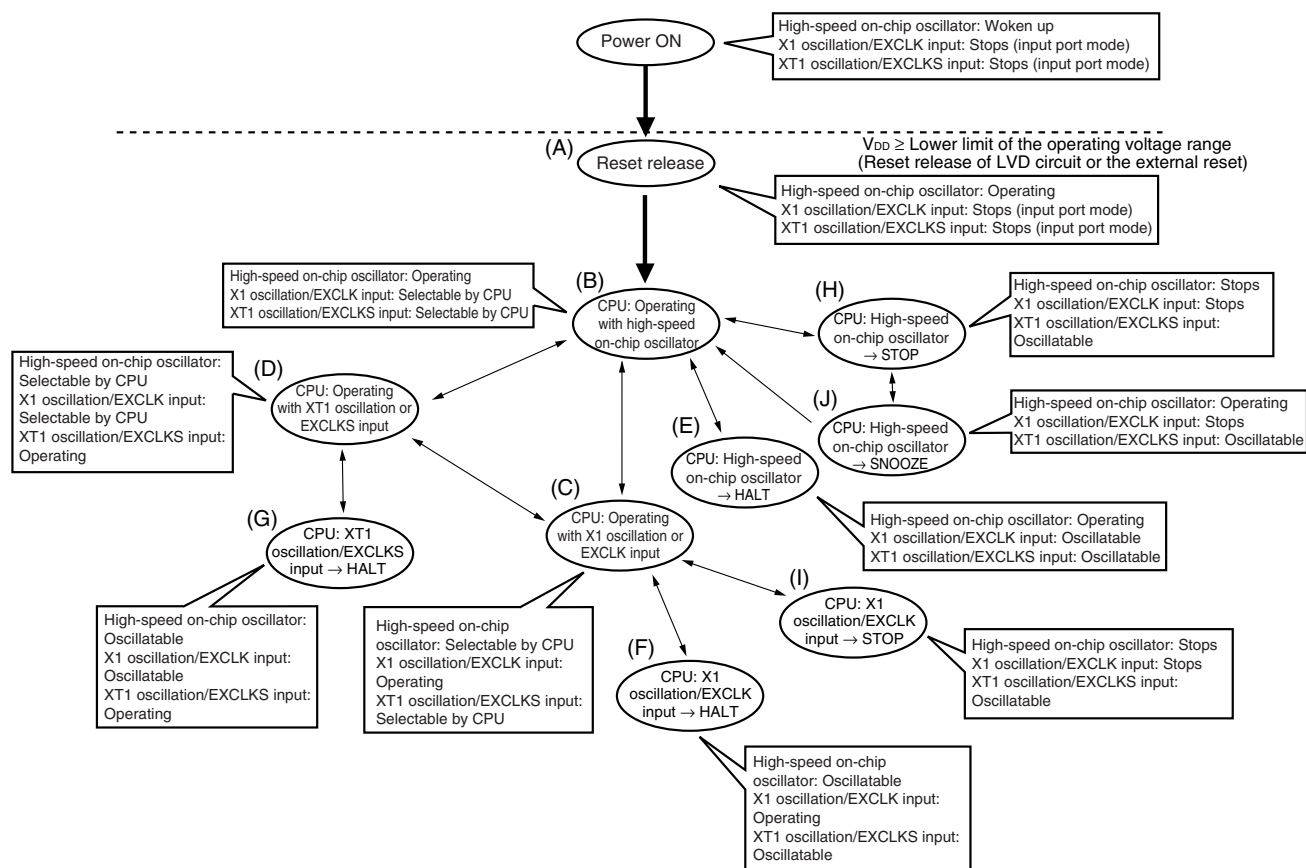 Power ON
High-speed on-chip oscillator: Woken up
X1 oscillation/EXCLK input: Stops (input port mode)
XT1 oscillation/EXCLKS input: Stops (input port mode)
(A)
Reset release
VDD ≥ Lower limit of the operating voltage range
(Reset release of LVD circuit or the external reset)
High-speed on-chip oscillator: Operating
X1 oscillation/EXCLK input: Stops (input port mode)
XT1 oscillation/EXCLKS input: Stops (input port mode)
High-speed on-chip oscillator: Operating
X1 oscillation/EXCLK input: Selectable by CPU
XT1 oscillation/EXCLKS input: Selectable by CPU
(B)
CPU: Operating
with high-speed
on-chip oscillator
(H)
CPU: High-speed
on-chip oscillator
→ STOP
High-speed on-chip oscillator: Stops
X1 oscillation/EXCLK input: Stops
XT1 oscillation/EXCLKS input:
Oscillatable
High-speed on-chip oscillator:
Selectable by CPU
X1 oscillation/EXCLK input:
Selectable by CPU
XT1 oscillation/EXCLKS input:
Operating
(D)
CPU: Operating
with XT1 oscillation or
EXCLKS input
(J)
CPU: High-speed
on-chip oscillator
→ SNOOZE
High-speed on-chip oscillator: Operating
X1 oscillation/EXCLK input: Stops
XT1 oscillation/EXCLKS input: Oscillatable
(E)
CPU: High-speed
on-chip oscillator
→ HALT
High-speed on-chip oscillator: Operating
X1 oscillation/EXCLK input: Oscillatable
XT1 oscillation/EXCLKS input: Oscillatable
(C)
CPU: Operating
with X1 oscillation or
EXCLK input
(G)
CPU: XT1
oscillation/EXCLKS
input → HALT
High-speed on-chip oscillator:
Oscillatable
X1 oscillation/EXCLK input:
Oscillatable
XT1 oscillation/EXCLKS input:
Operating
High-speed on-chip
oscillator: Selectable by CPU
X1 oscillation/EXCLK input:
Operating
XT1 oscillation/EXCLKS input:
Selectable by CPU
(I)
CPU: X1
oscillation/EXCLK
input → STOP
High-speed on-chip oscillator: Stops
X1 oscillation/EXCLK input: Stops
XT1 oscillation/EXCLKS input:
Oscillatable
(F)
CPU: X1
oscillation/EXCLK
input → HALT
High-speed on-chip
oscillator: Oscillatable
X1 oscillation/EXCLK input:
Operating
XT1 oscillation/EXCLKS input:
Oscillatable